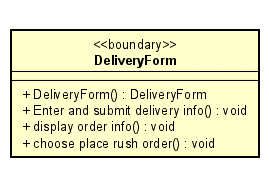 <<boundary>>
DeliveryForm
+ DeliveryForm() : DeliveryForm
+ Enter and submit delivery info() : void
+ display order info() : void
+ choose place rush order() : void